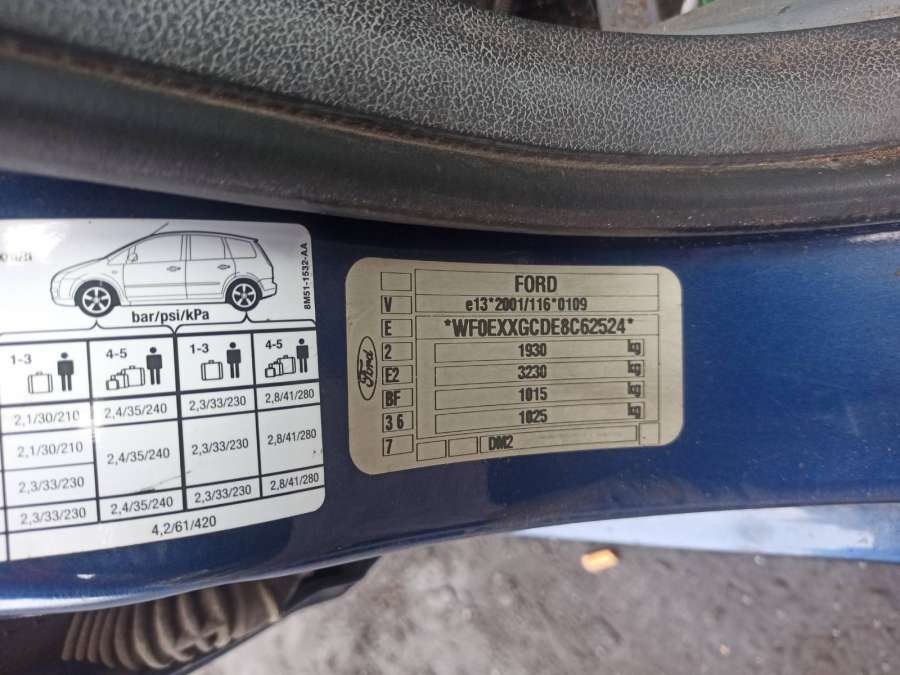 bar/psi/kPa
8M51-1532-AA
1-3 4-5 1-3 4-5
2,1/30/210 2,4/35/240 2,3/33/230 2,8/41/280
2,1/30/210 2,4/35/240 2,3/33/230 2,8/41/280
2,3/33/230
2,3/33/230 2,4/35/240 2,3/33/230 2,8/41/280
4,2/61/420
Ford
FORD
V e13*2001/116*0109
E *WF0EXXGCDE8C62524*
2 1930 kg
E2 3230 kg
BF 1015 kg
3 6 1025 kg
7 DM2